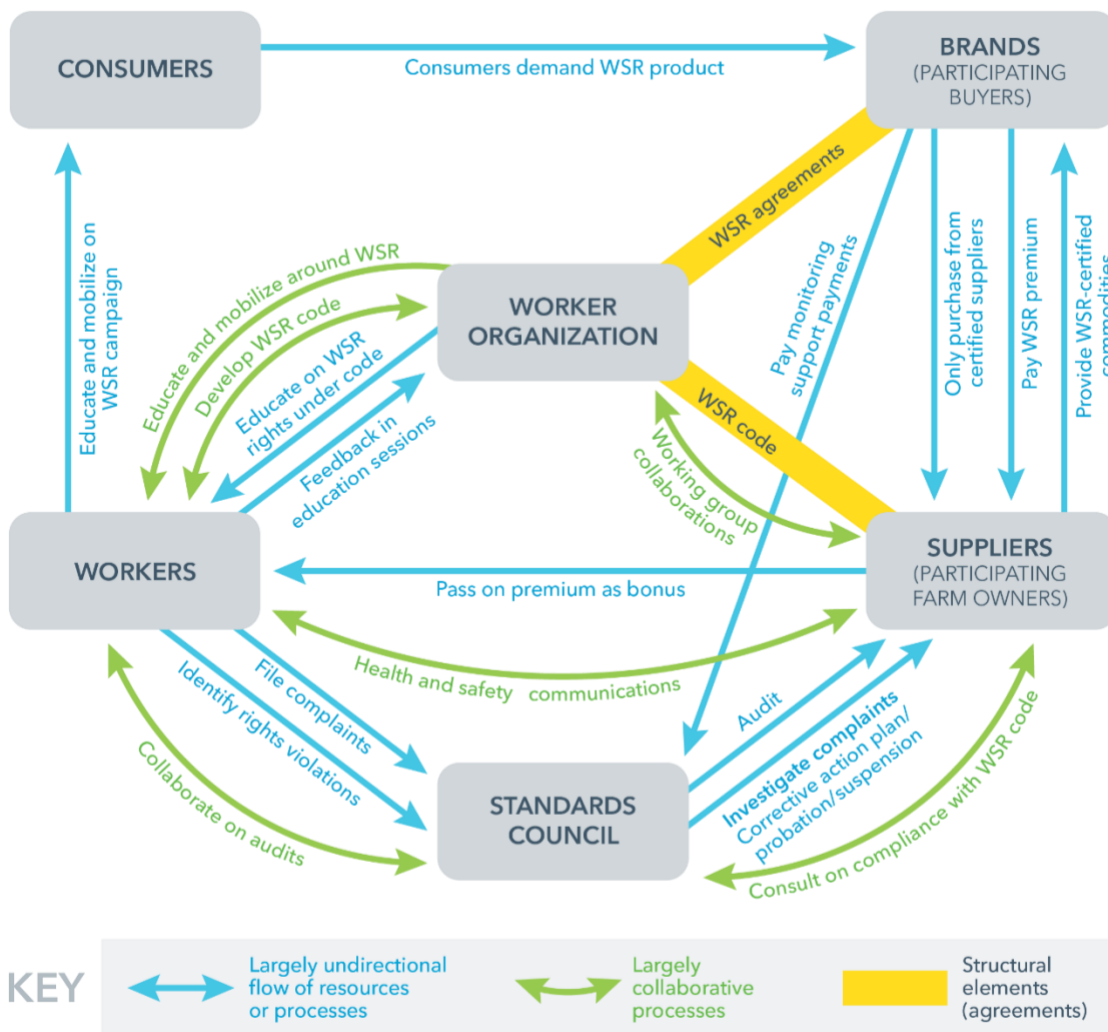 CONSUMERS
Consumers demand WSR product
BRANDS
(PARTICIPATING
BUYERS)
Educate and mobilize on
WSR campaign
Educate and mobilize around WSR
Develop WSR code
Educate on WSR
rights under code
Feedback in
education sessions
WORKER
ORGANIZATION
WSR agreements
WSR code
Working group
collaborations
Pay monitoring
support payments
Only purchase from
certified suppliers
Pay WSR premium
Provide WSR-certified
commodities
WORKERS
Pass on premium as bonus
SUPPLIERS
(PARTICIPATING
FARM OWNERS)
Health and safety communications
File complaints
Identify rights violations
Collaborate on audits
STANDARDS
COUNCIL
Audit
Investigate complaints
Corrective action plan/
probation/suspension
Consult on compliance with WSR code
KEY
Largely undirectional
flow of resources
or processes
Largely
collaborative
processes
Structural
elements
(agreements)